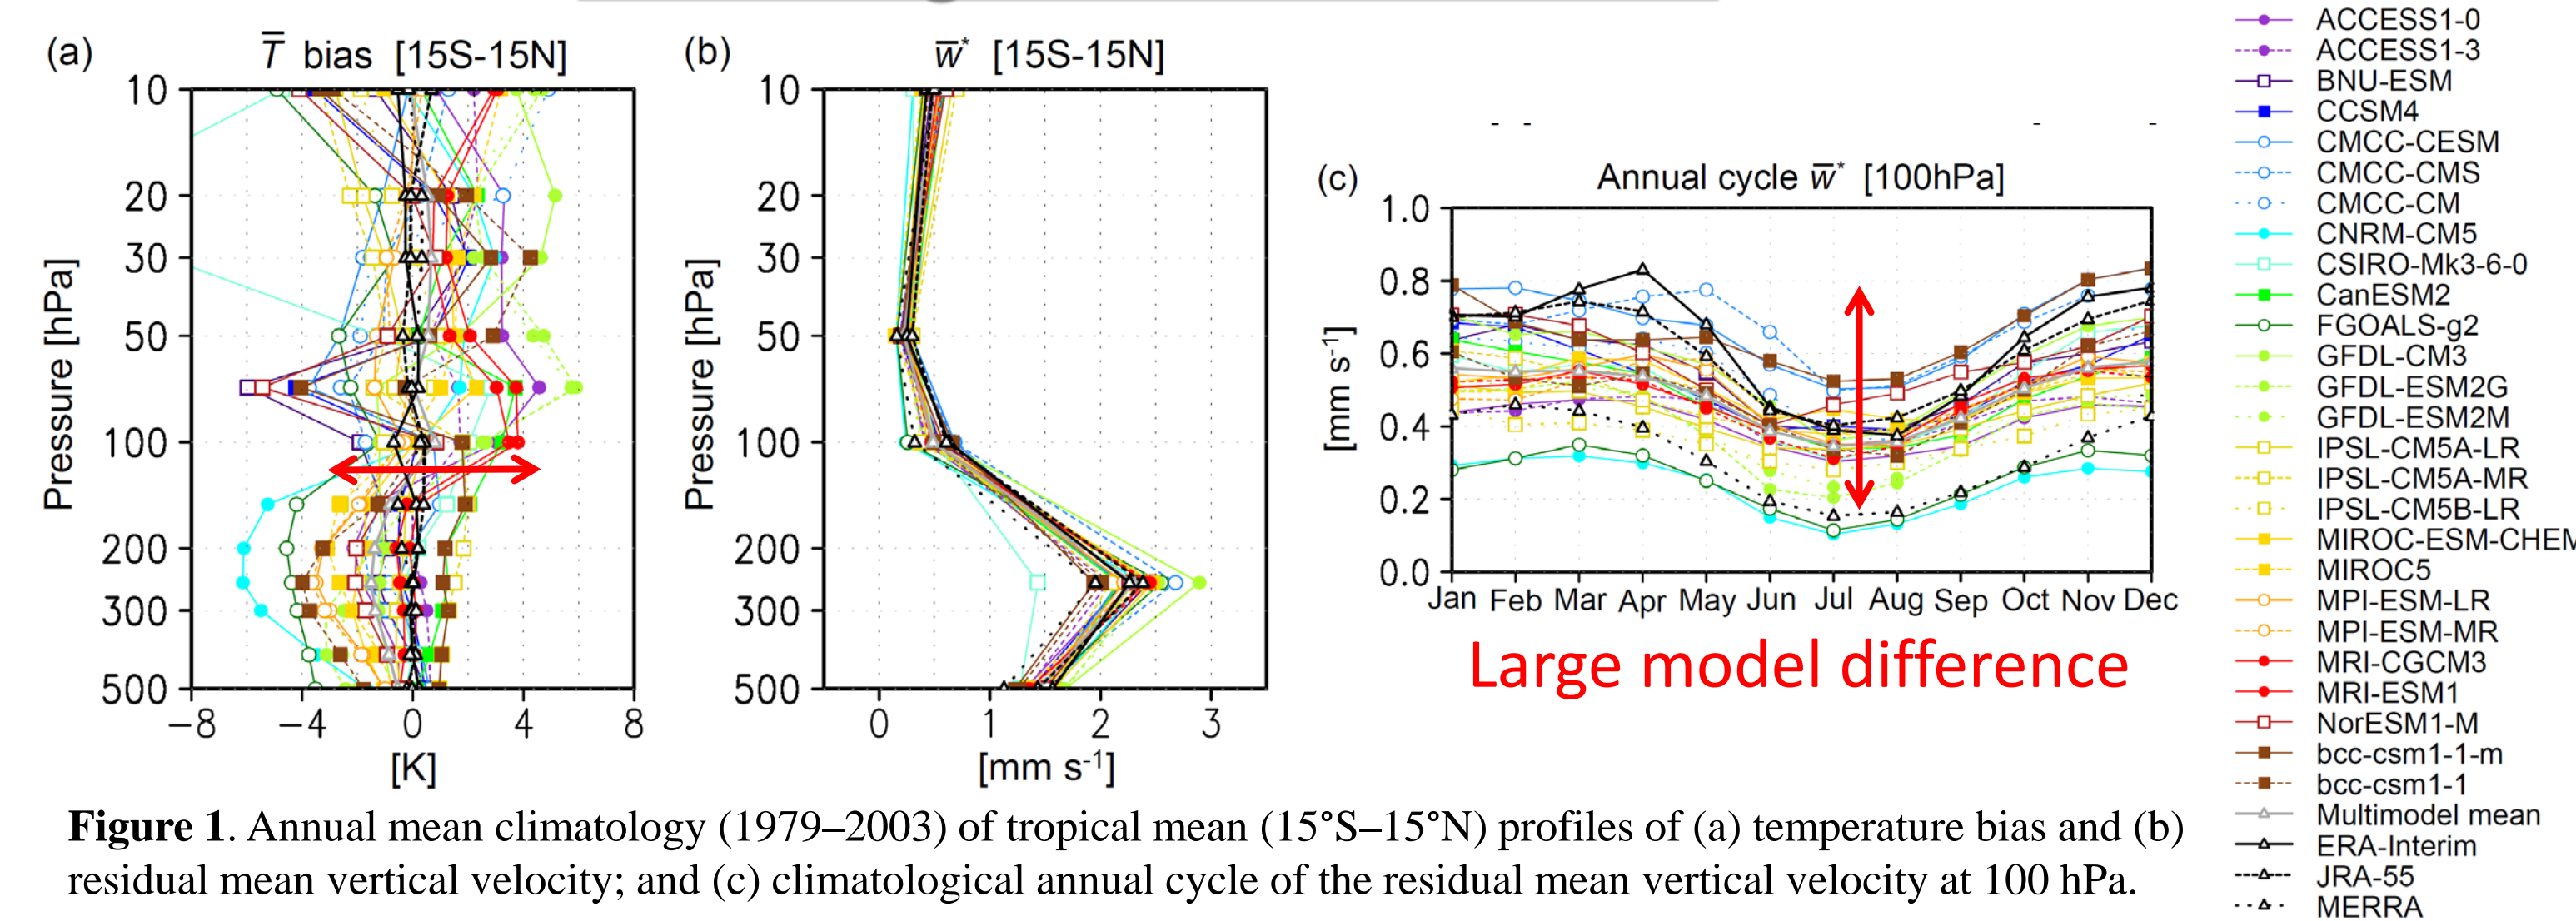 (a) T̅ bias [15S-15N]
10
20
30
50
100
200
300
500
Pressure [hPa]
−8 −4 0 4 8
[K]
(b) w̅* [15S-15N]
10
20
30
50
100
200
300
500
Pressure [hPa]
0 1 2 3
[mm s⁻¹]
(c) Annual cycle w̅* [100hPa]
1.0
0.8
0.6
0.4
0.2
0.0
[mm s⁻¹]
Jan Feb Mar Apr May Jun Jul Aug Sep Oct Nov Dec
Large model difference
ACCESS1-0
ACCESS1-3
BNU-ESM
CCSM4
CMCC-CESM
CMCC-CMS
CMCC-CM
CNRM-CM5
CSIRO-Mk3-6-0
CanESM2
FGOALS-g2
GFDL-CM3
GFDL-ESM2G
GFDL-ESM2M
IPSL-CM5A-LR
IPSL-CM5A-MR
IPSL-CM5B-LR
MIROC-ESM-CHEM
MIROC5
MPI-ESM-LR
MPI-ESM-MR
MRI-CGCM3
MRI-ESM1
NorESM1-M
bcc-csm1-1-m
bcc-csm1-1
Multimodel mean
ERA-Interim
JRA-55
MERRA
Figure 1. Annual mean climatology (1979–2003) of tropical mean (15°S–15°N) profiles of (a) temperature bias and (b)
residual mean vertical velocity; and (c) climatological annual cycle of the residual mean vertical velocity at 100 hPa.